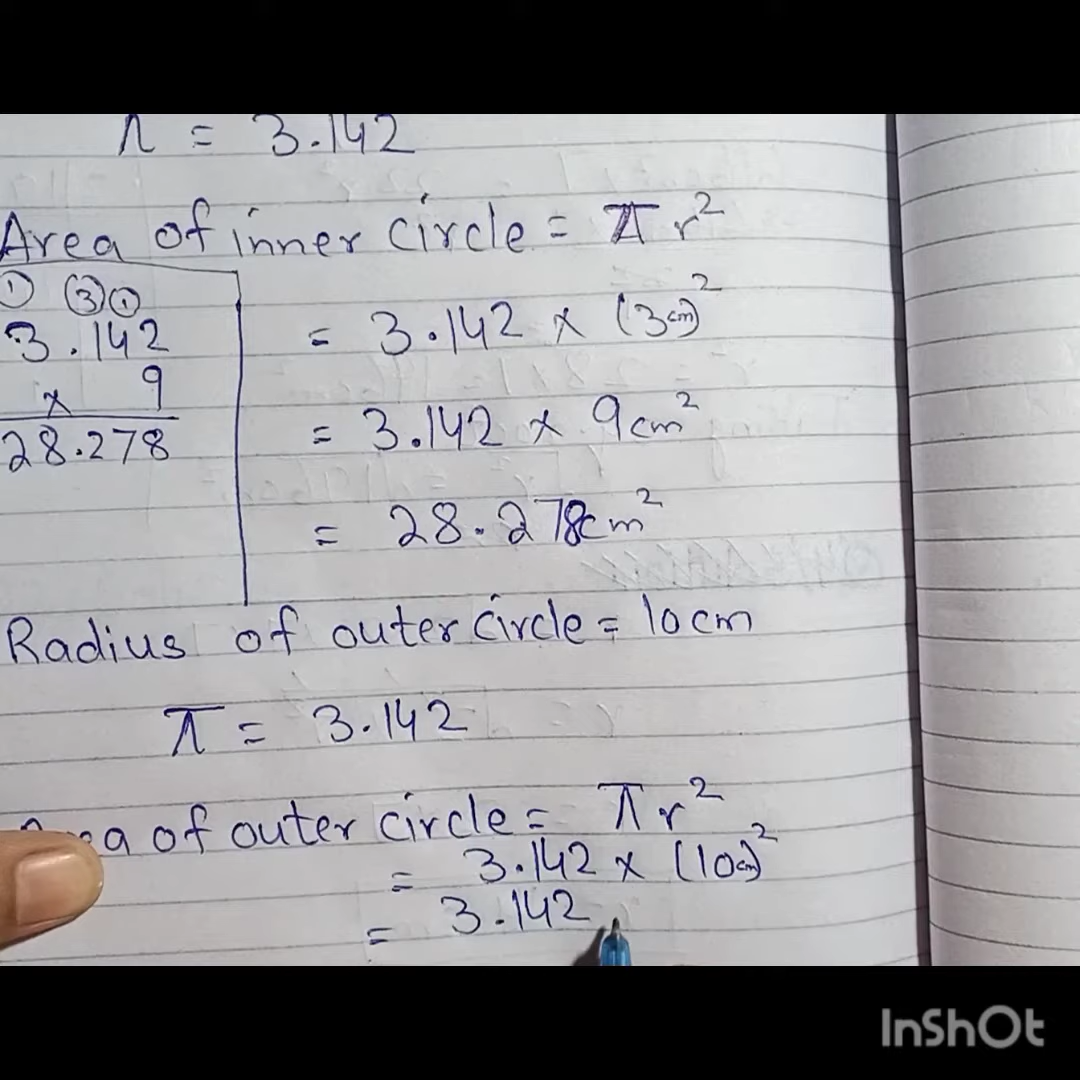 π = 3.142
Area of inner circle = πr²
① ③①
3.142
x 9
28.278
= 3.142 x (3cm)²
= 3.142 x 9cm²
= 28.278cm²
Radius of outer circle = 10cm
π = 3.142
a of outer circle = πr²
= 3.142 x (10cm)²
= 3.142
InShOt